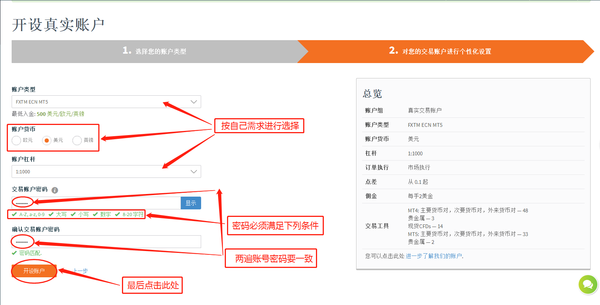 开设真实账户
1. 选择您的账户类型
2. 对您的交易账户进行个性化设置
账户类型
FXTM ECN MT5
最低入金: 500 美元/欧元/英镑
账户货币
欧元
美元
英镑
账户杠杆
1:1000
交易账户密码
显示
a-z, A-Z, 0-9
大写
小写
数字
确认交易账户密码
密码匹配
开设账户
上一步
按自己需求进行选择
密码必须满足下列条件
两遍账号密码要一致
最后点击此处
总览
账户组 真实交易账户
账户类型 FXTM ECN MT5
账户货币 美元
杠杆 1:1000
订单执行 市场执行
点差 从 0.1 起
佣金 每手2美金
交易工具
MT4: 主要货币对，次要货币对，外来货币对 — 48
贵金属 — 3
现货CFDs — 14
MT5: 主要货币对，次要货币对，外来货币对 — 33
贵金属 — 2
您可以点击此处 进一步了解我们的账户.